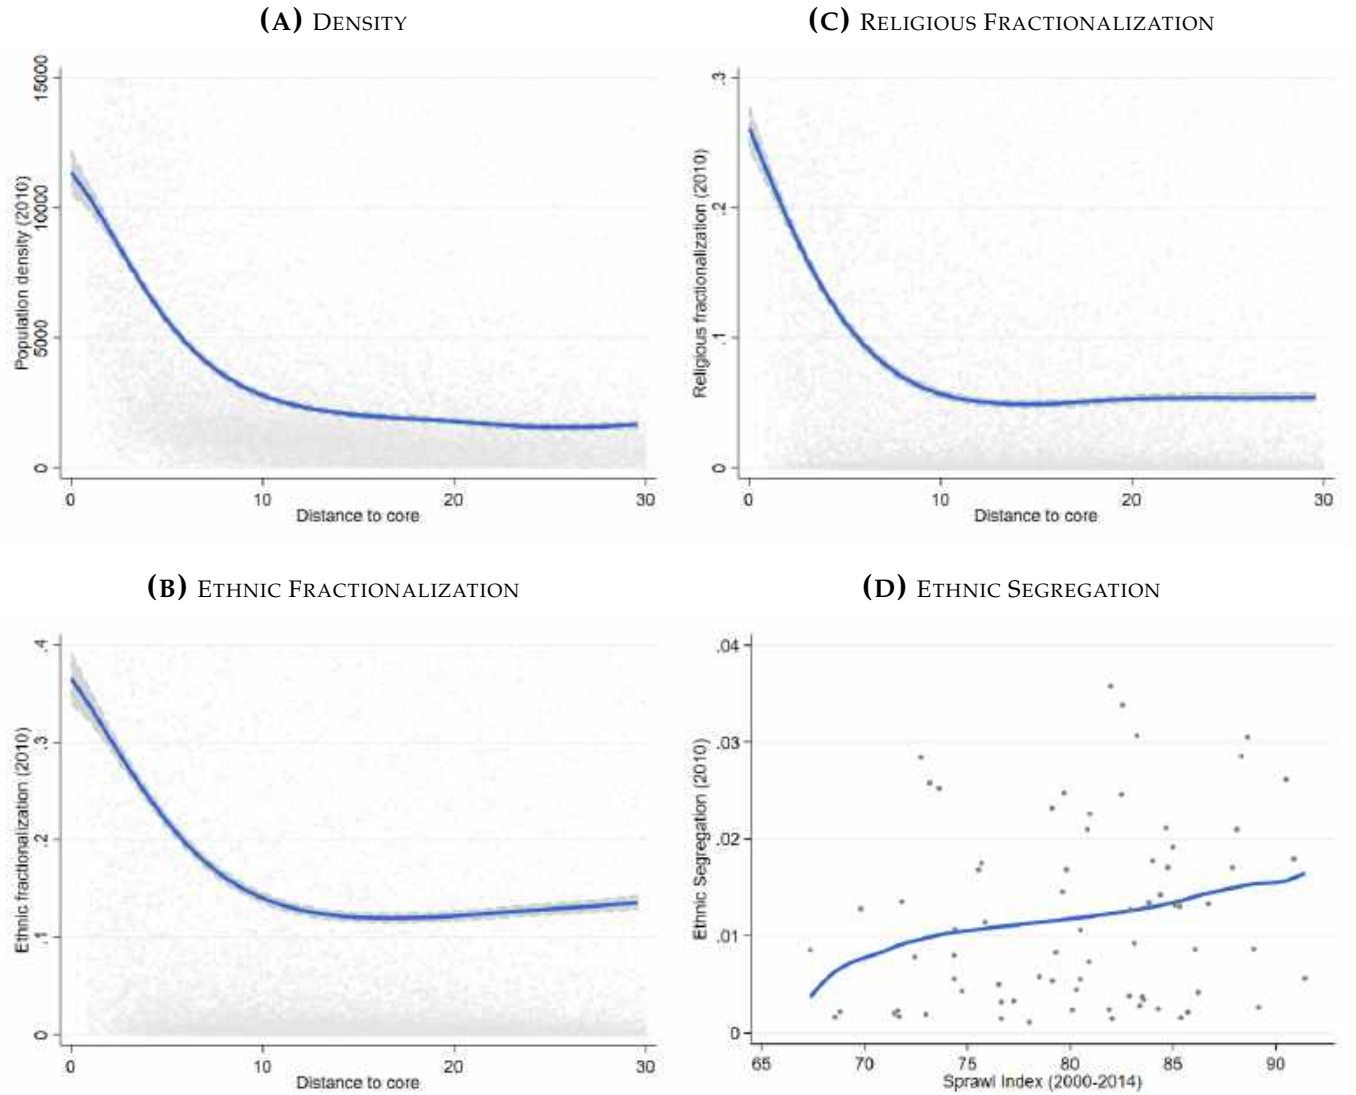 (A) DENSITY
15000
10000
5000
0
Population density (2010)
0 10 20 30
Distance to core
(C) RELIGIOUS FRACTIONALIZATION
.3
.2
.1
0
Religious fractionalization (2010)
0 10 20 30
Distance to core
(B) ETHNIC FRACTIONALIZATION
.4
.3
.2
.1
0
Ethnic fractionalization (2010)
0 10 20 30
Distance to core
(D) ETHNIC SEGREGATION
.04
.03
.02
.01
0
Ethnic Segregation (2010)
65 70 75 80 85 90
Sprawl Index (2000-2014)